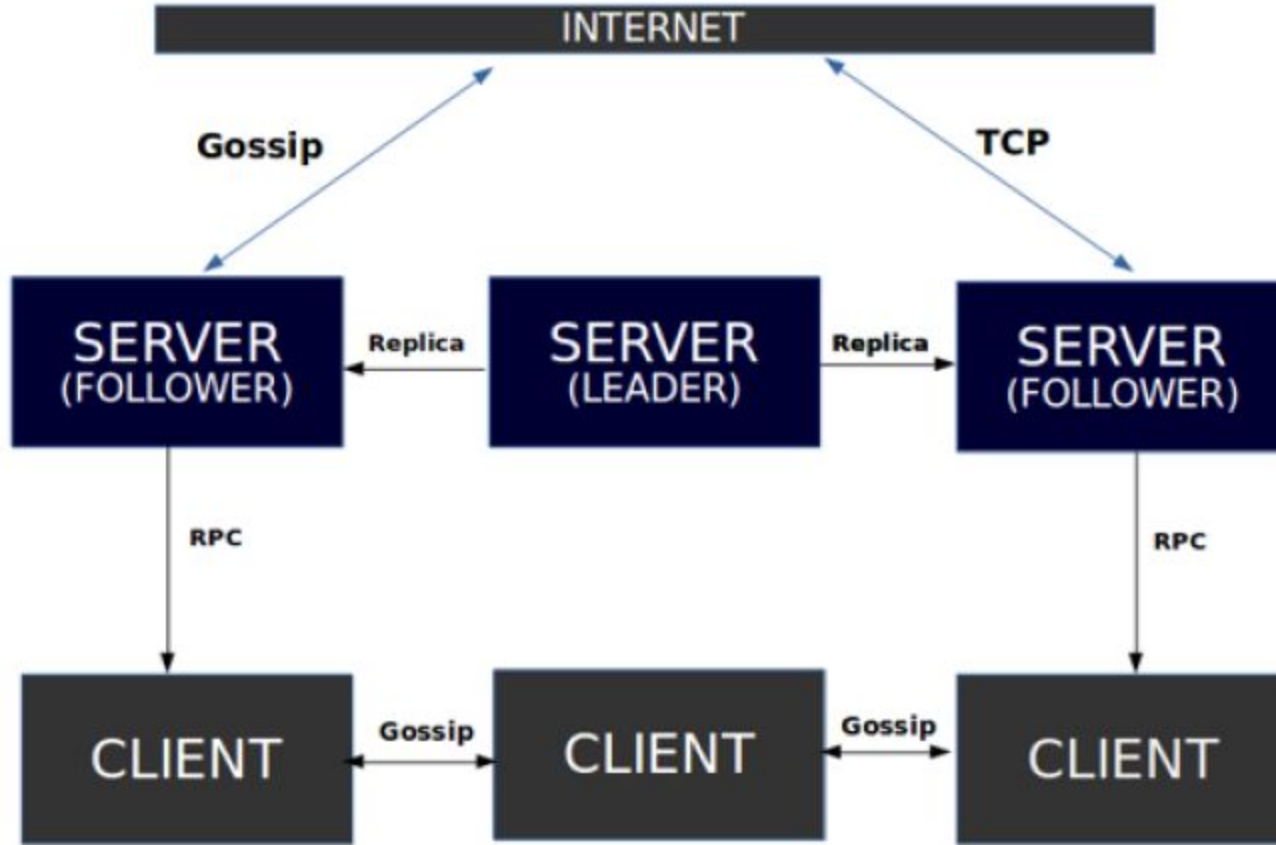 INTERNET
Gossip
TCP
SERVER
(FOLLOWER)
Replica
SERVER
(LEADER)
Replica
SERVER
(FOLLOWER)
RPC
RPC
CLIENT
Gossip
CLIENT
Gossip
CLIENT